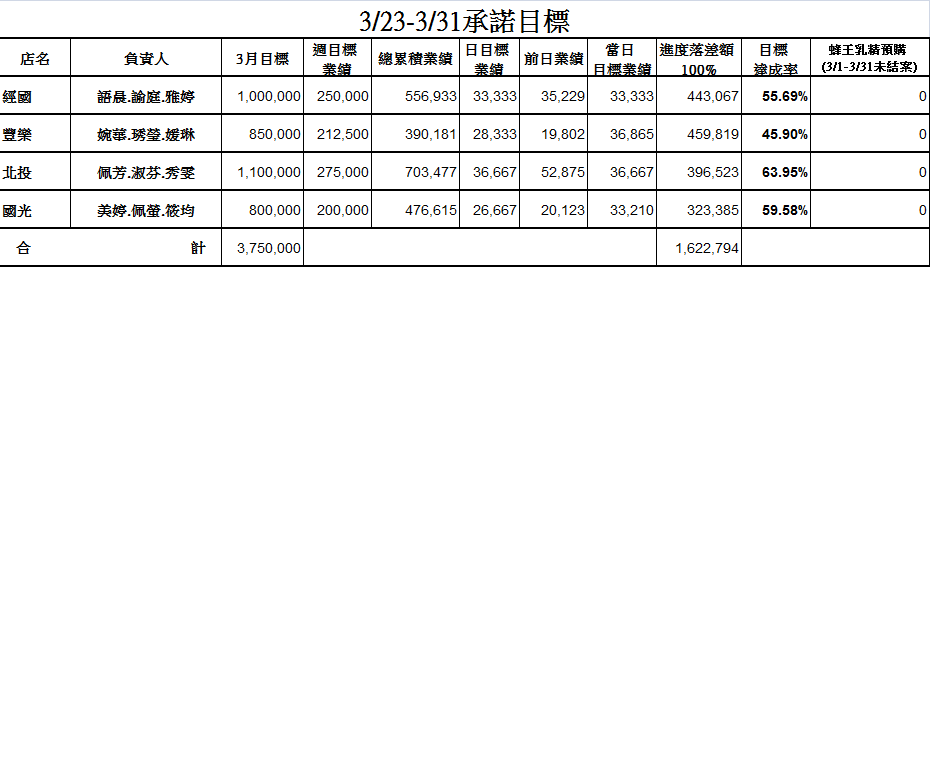 3/23-3/31承諾目標
店名 負責人 3月目標 週目標業績 總累積業績 日目標業績 前日業績 當日目標業績 進度落差額100% 目標達成率 蜂王乳精預購(3/1-3/31未結案)
經國 語晨.諭庭.雅婷 1,000,000 250,000 556,933 33,333 35,229 33,333 443,067 55.69% 0
豐樂 婉華.琇瑩.媛琳 850,000 212,500 390,181 28,333 19,802 36,865 459,819 45.90% 0
北投 佩芳.淑芬.秀雯 1,100,000 275,000 703,477 36,667 52,875 36,667 396,523 63.95% 0
國光 美婷.佩螢.筱均 800,000 200,000 476,615 26,667 20,123 33,210 323,385 59.58% 0
合計 3,750,000 1,622,794